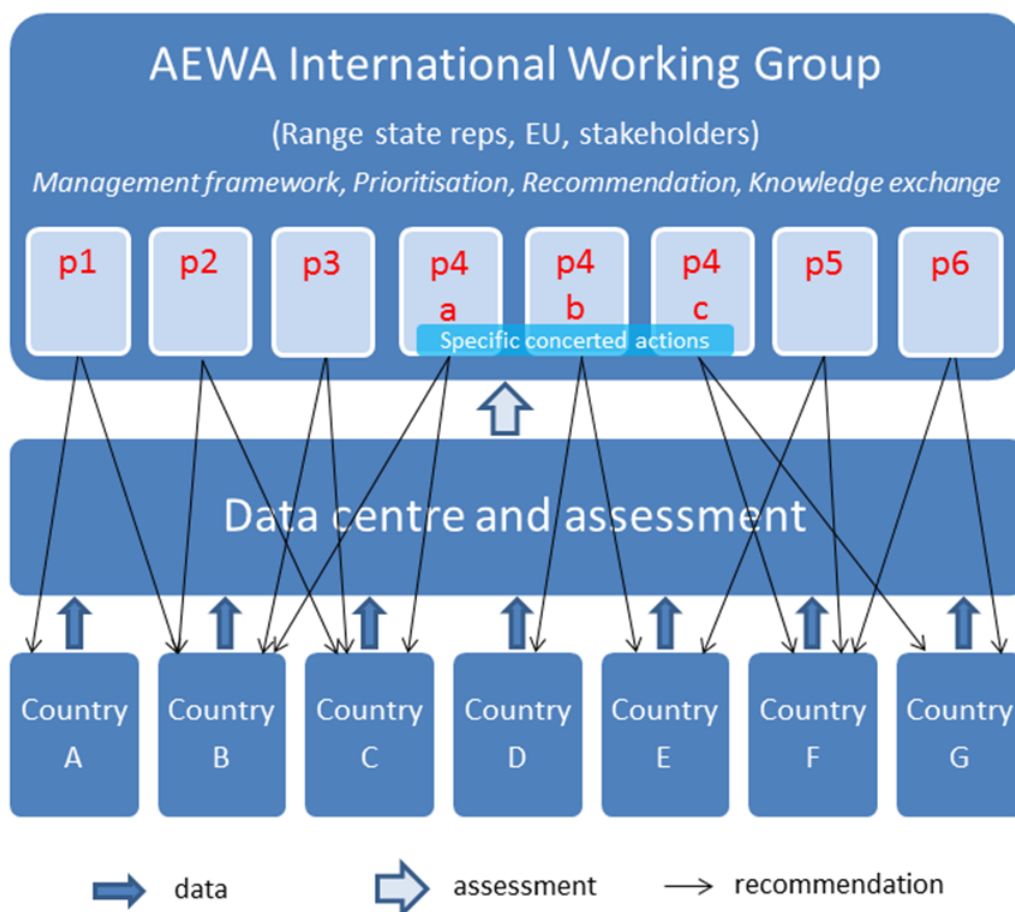 AEWA International Working Group
(Range state reps, EU, stakeholders)
Management framework, Prioritisation, Recommendation, Knowledge exchange
p1 p2 p3 p4 p4 p4 p5 p6
a b c
Specific concerted actions
Data centre and assessment
Country Country Country Country Country Country Country
A B C D E F G
data assessment recommendation